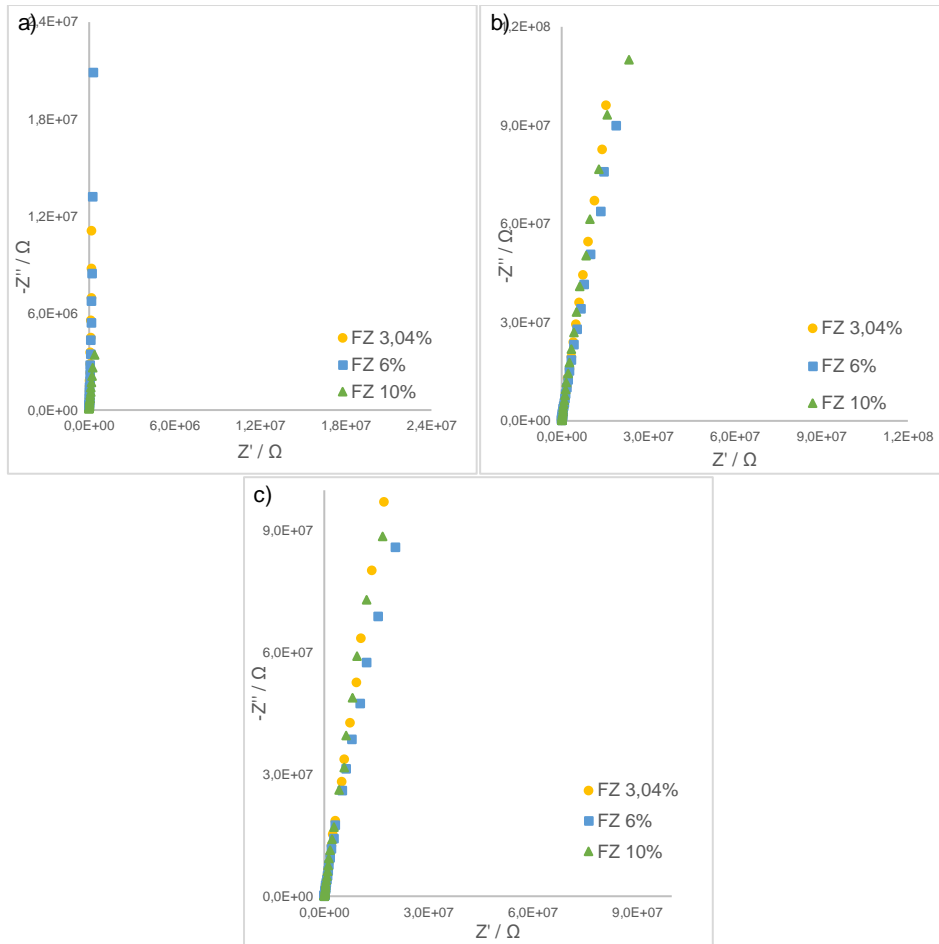 a)
2,4E+07
1,8E+07
1,2E+07
6,0E+06
0,0E+00
-Z'' / Ω
FZ 3,04%
FZ 6%
FZ 10%
0,0E+00 6,0E+06 1,2E+07 1,8E+07 2,4E+07
Z' / Ω
b)
1,2E+08
9,0E+07
6,0E+07
3,0E+07
0,0E+00
-Z'' / Ω
FZ 3,04%
FZ 6%
FZ 10%
0,0E+00 3,0E+07 6,0E+07 9,0E+07 1,2E+08
Z' / Ω
c)
9,0E+07
6,0E+07
3,0E+07
0,0E+00
-Z'' / Ω
FZ 3,04%
FZ 6%
FZ 10%
0,0E+00 3,0E+07 6,0E+07 9,0E+07
Z' / Ω